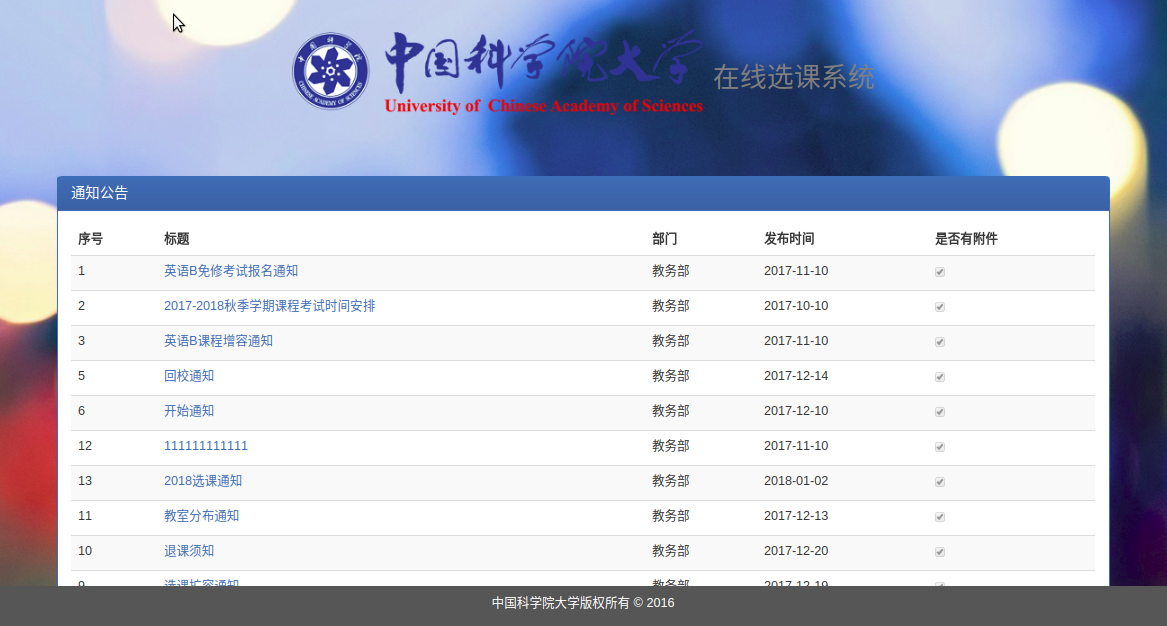 中国科学院大学 在线选课系统
University of Chinese Academy of Sciences
通知公告
序号 标题 部门 发布时间 是否有附件
1 英语B免修考试报名通知 教务部 2017-11-10
2 2017-2018秋季学期课程考试时间安排 教务部 2017-10-10
3 英语B课程增容通知 教务部 2017-11-10
5 回校通知 教务部 2017-12-14
6 开始通知 教务部 2017-12-10
12 111111111111 教务部 2017-11-10
13 2018选课通知 教务部 2018-01-02
11 教室分布通知 教务部 2017-12-13
10 退课须知 教务部 2017-12-20
9 选课扩容通知 教务部 2017-12-19
中国科学院大学版权所有 © 2016